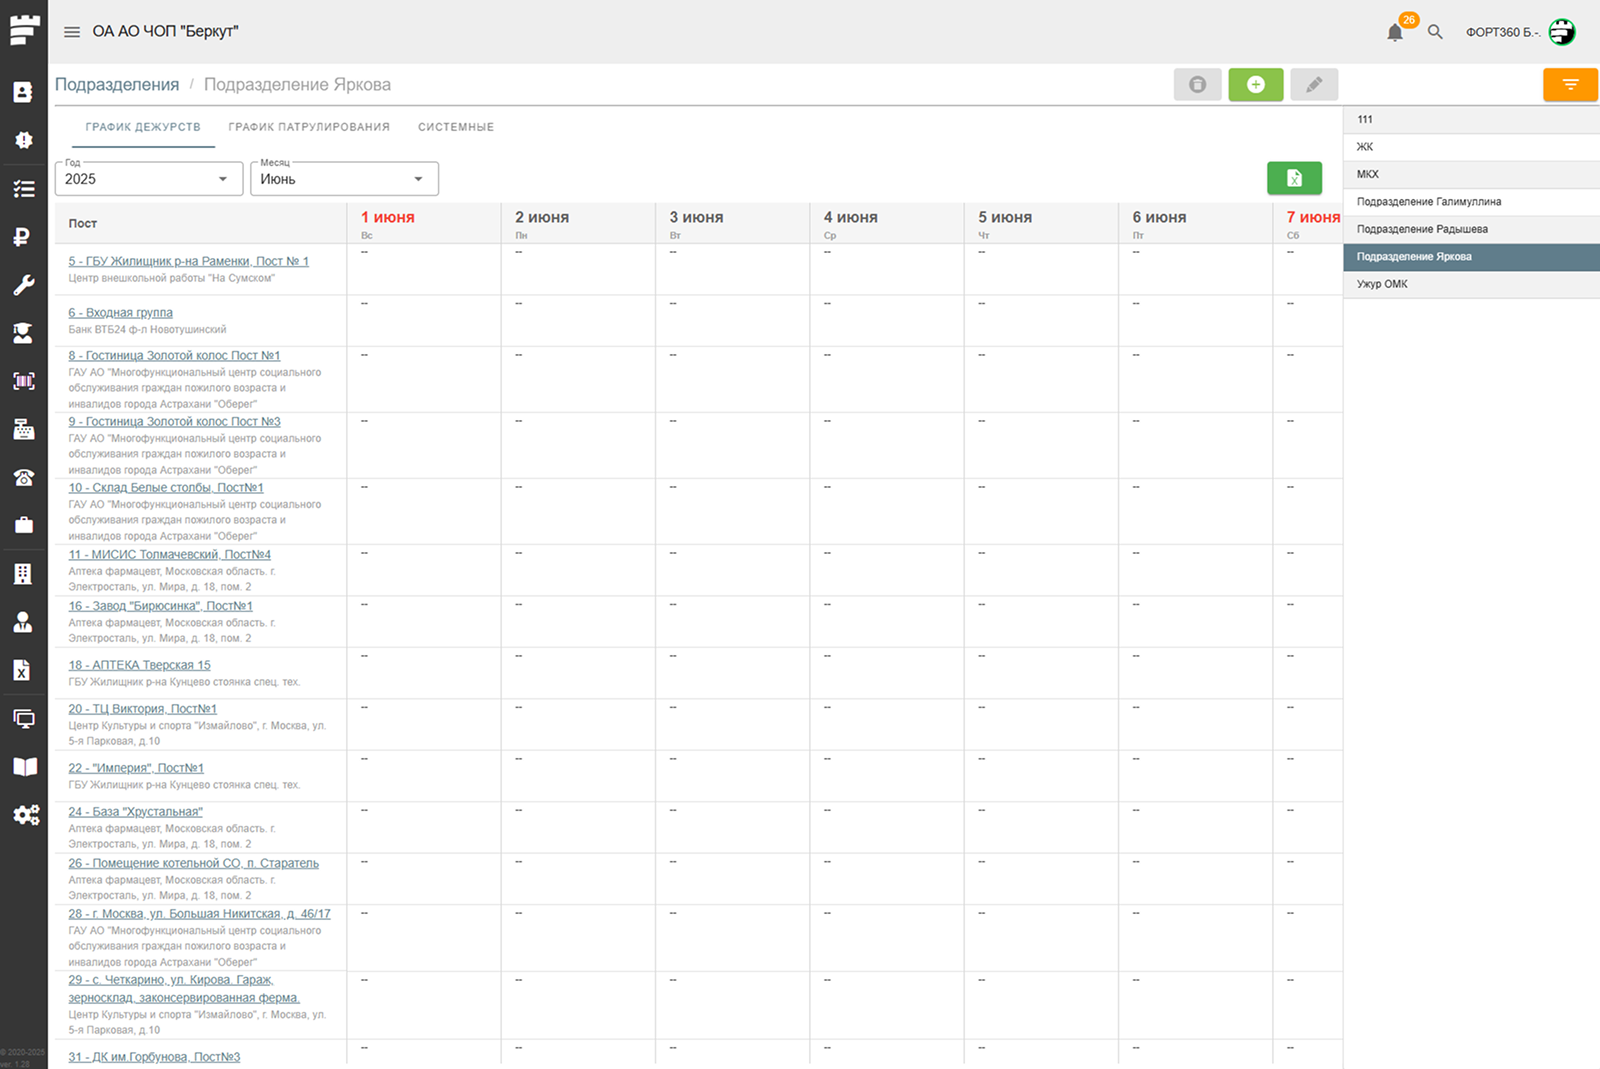 ОА АО ЧОП "Беркут"
26
ФОРТ360 Б.-.
Подразделения / Подразделение Яркова
ГРАФИК ДЕЖУРСТВ ГРАФИК ПАТРУЛИРОВАНИЯ СИСТЕМНЫЕ
Год
2025
Месяц
Июнь
Пост
1 июня
Вс
2 июня
Пн
3 июня
Вт
4 июня
Ср
5 июня
Чт
6 июня
Пт
7 июня
Сб
5 - ГБУ Жилищник р-на Раменки, Пост № 1
Центр внешкольной работы "На Сумском"
-- -- -- -- -- -- --
6 - Входная группа
Банк ВТБ24 ф-л Новотушинский
-- -- -- -- -- -- --
8 - Гостиница Золотой колос Пост №1
ГАУ АО "Многофункциональный центр социального
обслуживания граждан пожилого возраста и
инвалидов города Астрахани "Оберег"
-- -- -- -- -- -- --
9 - Гостиница Золотой колос Пост №3
ГАУ АО "Многофункциональный центр социального
обслуживания граждан пожилого возраста и
инвалидов города Астрахани "Оберег"
-- -- -- -- -- -- --
10 - Склад Белые столбы, Пост№1
ГАУ АО "Многофункциональный центр социального
обслуживания граждан пожилого возраста и
инвалидов города Астрахани "Оберег"
-- -- -- -- -- -- --
11 - МИСИС Толмачевский, Пост№4
Аптека фармацевт, Московская область. г.
Электросталь, ул. Мира, д. 18, пом. 2
-- -- -- -- -- -- --
16 - Завод "Бирюсинка", Пост№1
Аптека фармацевт, Московская область. г.
Электросталь, ул. Мира, д. 18, пом. 2
-- -- -- -- -- -- --
18 - АПТЕКА Тверская 15
ГБУ Жилищник р-на Кунцево стоянка спец. тех.
-- -- -- -- -- -- --
20 - ТЦ Виктория, Пост№1
Центр Культуры и спорта "Измайлово", г. Москва, ул.
5-я Парковая, д.10
-- -- -- -- -- -- --
22 - "Империя", Пост№1
ГБУ Жилищник р-на Кунцево стоянка спец. тех.
-- -- -- -- -- -- --
24 - База "Хрустальная"
Аптека фармацевт, Московская область. г.
Электросталь, ул. Мира, д. 18, пом. 2
-- -- -- -- -- -- --
26 - Помещение котельной СО, п. Старатель
Аптека фармацевт, Московская область. г.
Электросталь, ул. Мира, д. 18, пом. 2
-- -- -- -- -- -- --
28 - г. Москва, ул. Большая Никитская, д. 46/17
ГАУ АО "Многофункциональный центр социального
обслуживания граждан пожилого возраста и
инвалидов города Астрахани "Оберег"
-- -- -- -- -- -- --
29 - с. Четкарино, ул. Кирова. Гараж,
зерносклад, законсервированная ферма.
Центр Культуры и спорта "Измайлово", г. Москва, ул.
5-я Парковая, д.10
-- -- -- -- -- -- --
31 - ДК им.Горбунова, Пост№3
-- -- -- -- -- -- --
111
ЖК
МКХ
Подразделение Галимуллина
Подразделение Радышева
Подразделение Яркова
Ужур ОМК
© 2020-2025
ver. 1.28